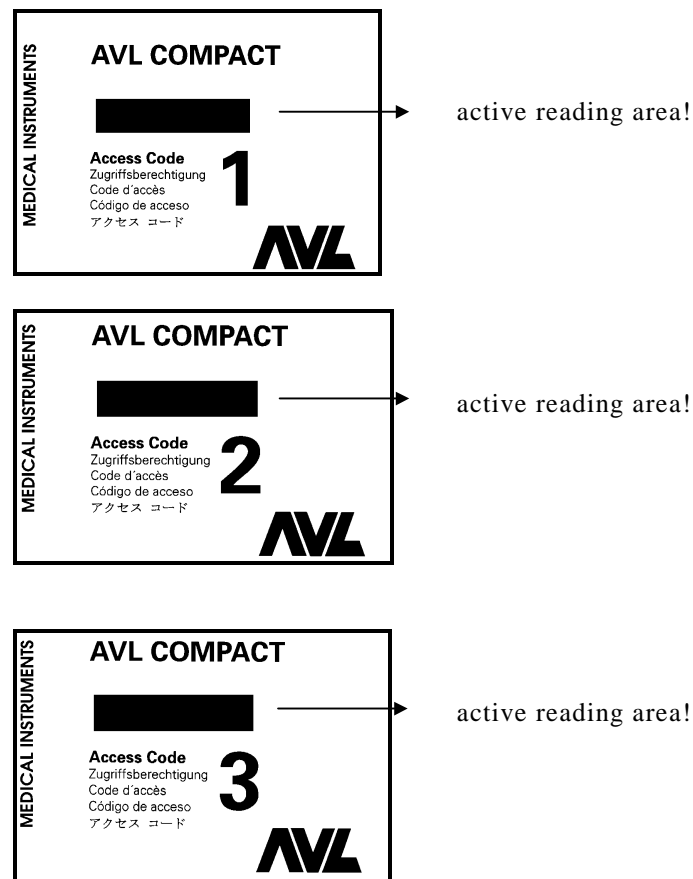 MEDICAL INSTRUMENTS
AVL COMPACT
active reading area!
Access Code
Zugriffsberechtigung
Code d´accès
Código de acceso
アクセス コード
1
AVL
MEDICAL INSTRUMENTS
AVL COMPACT
active reading area!
Access Code
Zugriffsberechtigung
Code d´accès
Código de acceso
アクセス コード
2
AVL
MEDICAL INSTRUMENTS
AVL COMPACT
active reading area!
Access Code
Zugriffsberechtigung
Code d´accès
Código de acceso
アクセス コード
3
AVL